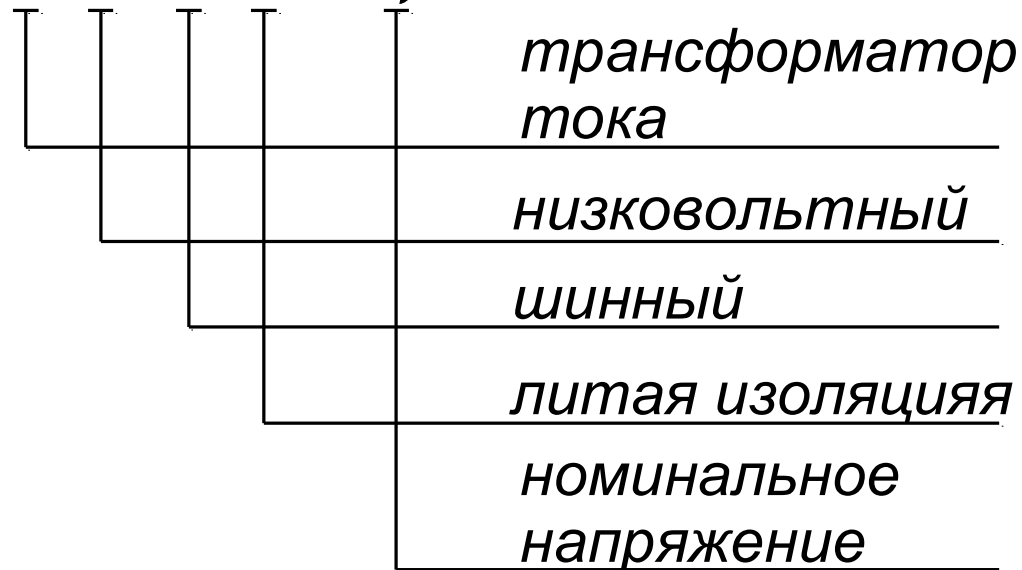 трансформатор
тока
низковольтный
шинный
литая изоляцияя
номинальное
напряжение